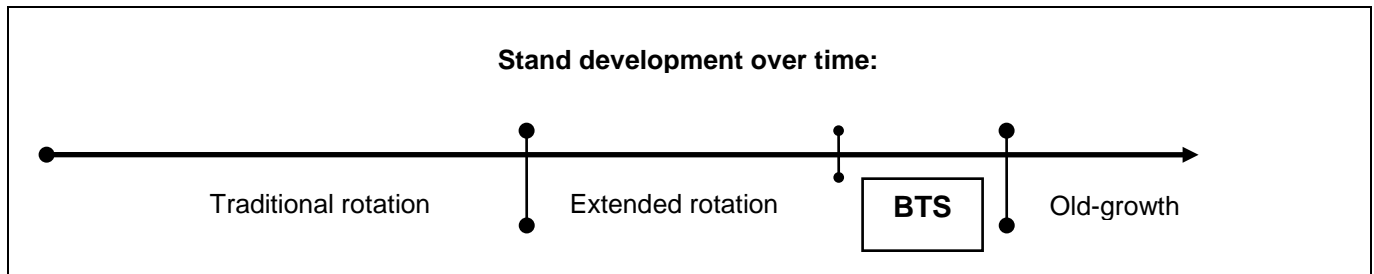 Stand development over time:
Traditional rotation Extended rotation BTS Old-growth